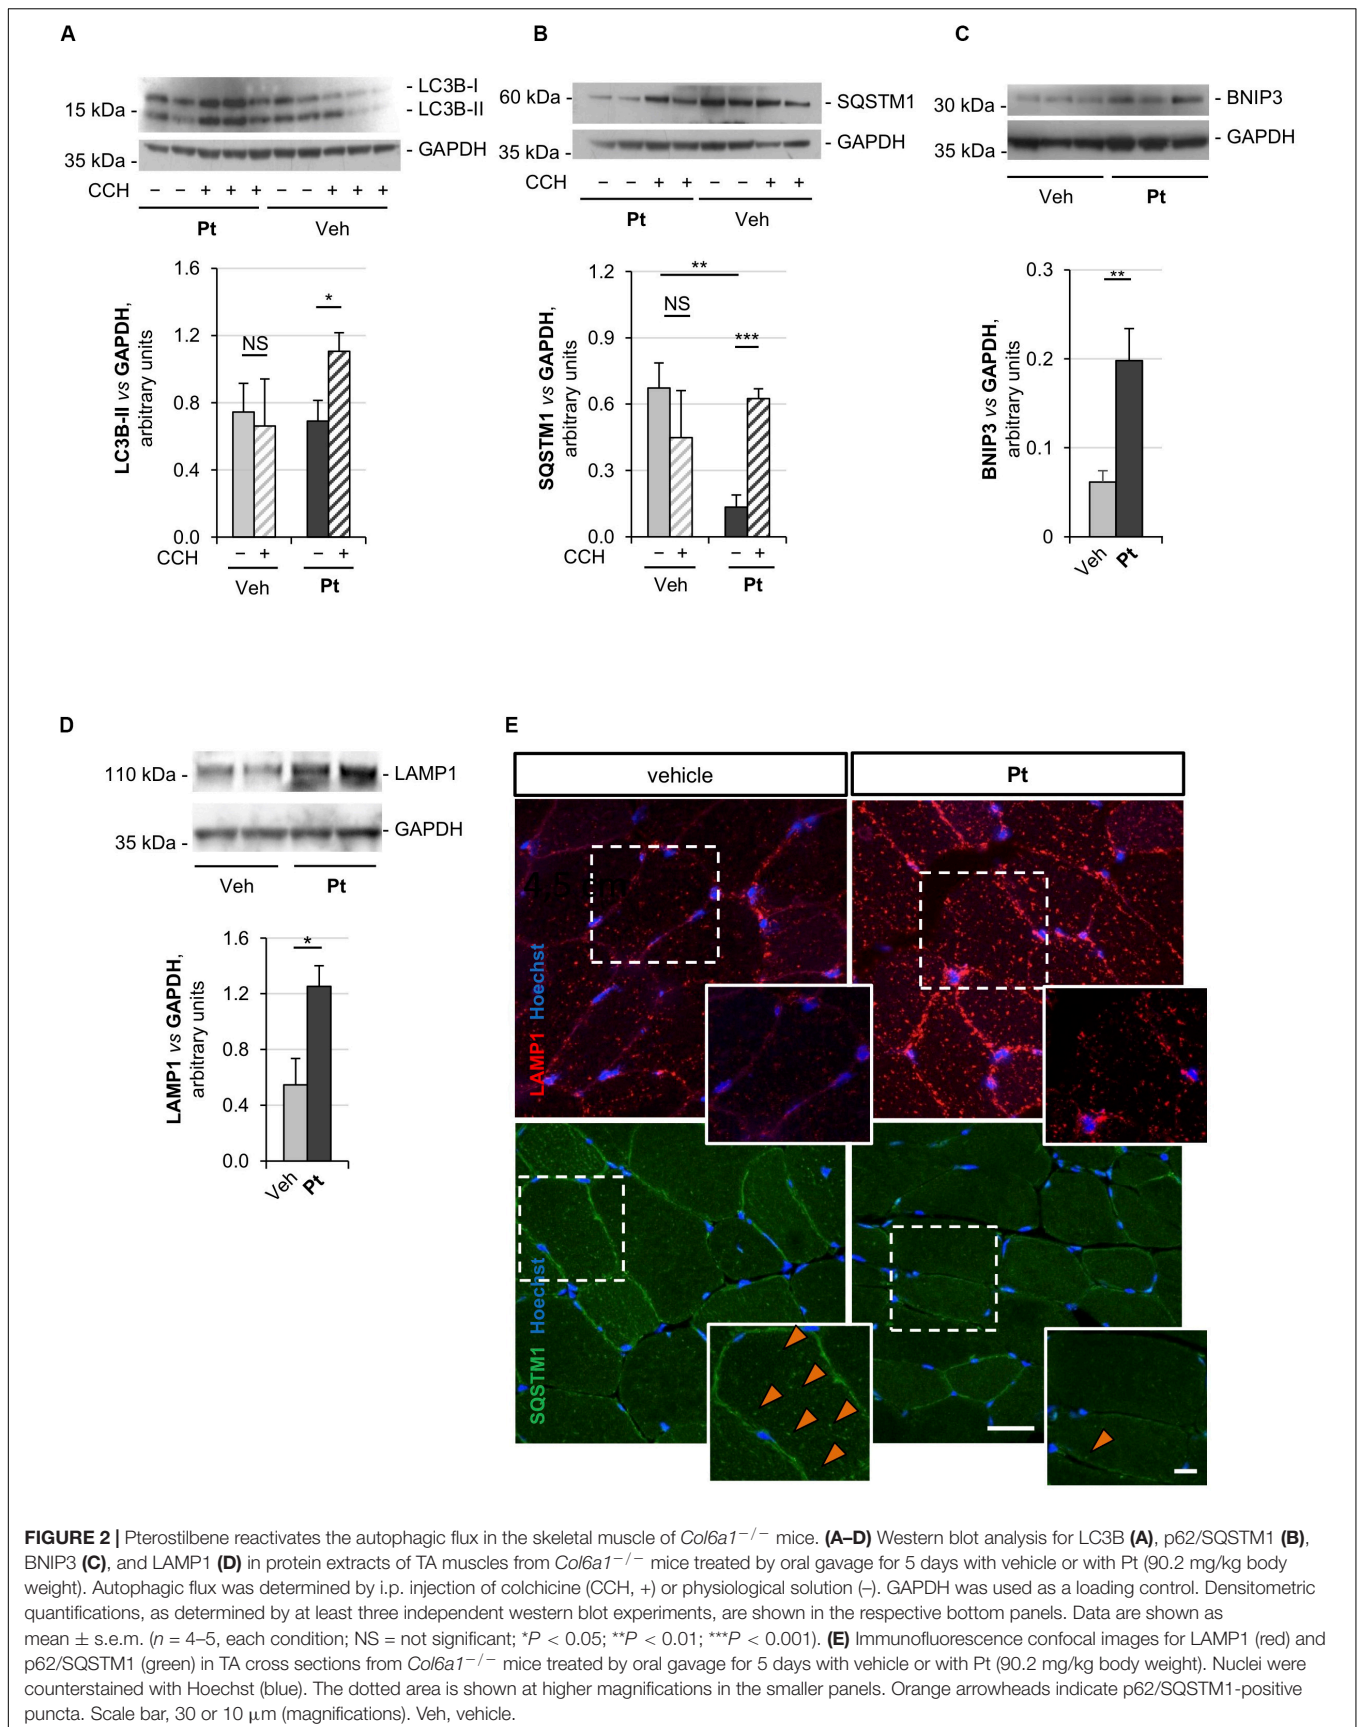 A
LC3B-I
15 kDa -
LC3B-II
GAPDH
35 kDa -
CCH − − + + + − − + + +
Pt Veh
1.6
1.2
0.8
0.4
0.0
LC3B-II vs GAPDH,
arbitrary units
NS
*
CCH − + − +
Veh Pt
B
60 kDa -
- SQSTM1
- GAPDH
35 kDa -
CCH − − + + − − + +
Pt Veh
1.2
0.9
0.6
0.3
0.0
SQSTM1 vs GAPDH,
arbitrary units
**
NS
***
CCH − + − +
Veh Pt
C
30 kDa -
- BNIP3
- GAPDH
35 kDa -
Veh Pt
0.3
0.2
0.1
0
BNIP3 vs GAPDH,
arbitrary units
**
Veh Pt
D
110 kDa -
- LAMP1
- GAPDH
35 kDa -
Veh Pt
1.6
1.2
0.8
0.4
0.0
LAMP1 vs GAPDH,
arbitrary units
*
Veh Pt
E
vehicle Pt
LAMP1 Hoechst
SQSTM1 Hoechst
FIGURE 2 | Pterostilbene reactivates the autophagic flux in the skeletal muscle of Col6a1−/− mice. (A–D) Western blot analysis for LC3B (A), p62/SQSTM1 (B),
BNIP3 (C), and LAMP1 (D) in protein extracts of TA muscles from Col6a1−/− mice treated by oral gavage for 5 days with vehicle or with Pt (90.2 mg/kg body
weight). Autophagic flux was determined by i.p. injection of colchicine (CCH, +) or physiological solution (–). GAPDH was used as a loading control. Densitometric
quantifications, as determined by at least three independent western blot experiments, are shown in the respective bottom panels. Data are shown as
mean ± s.e.m. (n = 4–5, each condition; NS = not significant; *P < 0.05; **P < 0.01; ***P < 0.001). (E) Immunofluorescence confocal images for LAMP1 (red) and
p62/SQSTM1 (green) in TA cross sections from Col6a1−/− mice treated by oral gavage for 5 days with vehicle or with Pt (90.2 mg/kg body weight). Nuclei were
counterstained with Hoechst (blue). The dotted area is shown at higher magnifications in the smaller panels. Orange arrowheads indicate p62/SQSTM1-positive
puncta. Scale bar, 30 or 10 μm (magnifications). Veh, vehicle.